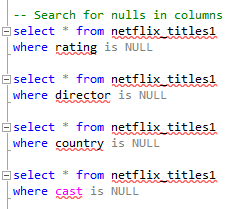 -- Search for nulls in columns
select * from netflix_titles1
where rating is NULL
select * from netflix_titles1
where director is NULL
select * from netflix_titles1
where country is NULL
select * from netflix_titles1
where cast is NULL